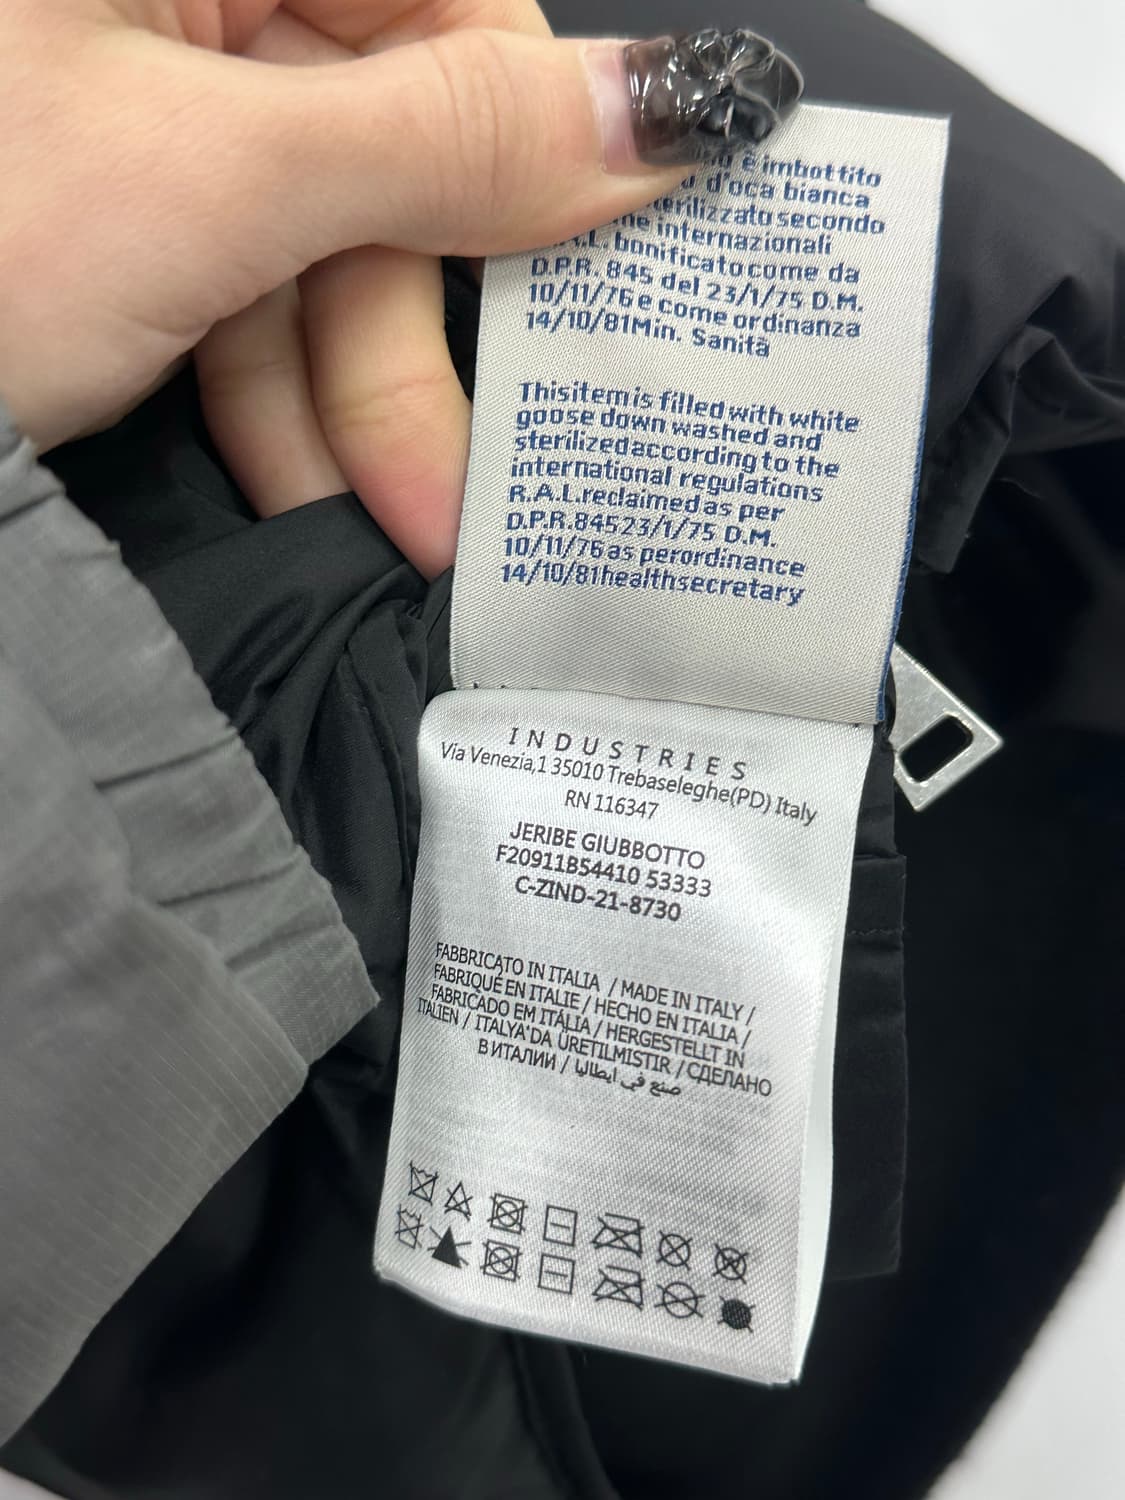 è imbottito
d'oca bianca
sterilizzato secondo
internazionali
R.A.L. bonificato come da
D.P.R. 845 del 23/1/75 D.M.
10/11/76 e come ordinanza
14/10/81 Min. Sanità
This item is filled with white
goose down washed and
sterilized according to the
international regulations
R.A.L. reclaimed as per
D.P.R. 845 23/1/75 D.M.
10/11/76 as per ordinance
14/10/81 health secretary
INDUSTRIES
Via Venezia,1 35010 Trebaseleghe(PD) Italy
RN 116347
JERIBE GIUBBOTTO
F20911B54410 53333
C-ZIND-21-8730
FABBRICATO IN ITALIA / MADE IN ITALY /
FABRIQUÉ EN ITALIE / HECHO EN ITALIA /
FABRICADO EM ITÁLIA / HERGESTELLT IN
ITALIEN / ITALYA'DA ÜRETILMISTIR / СДЕЛАНО
В ИТАЛИИ / صنع في ايطاليا